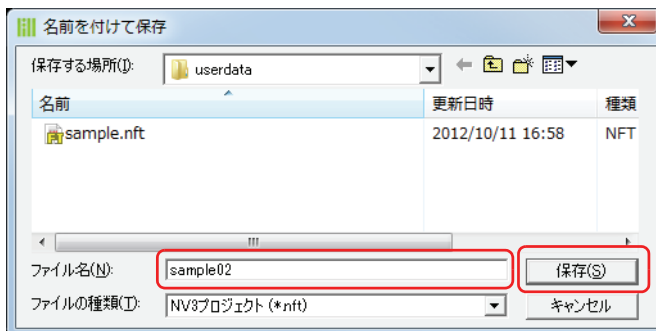 名前を付けて保存
保存する場所(I): userdata
名前 更新日時 種類
sample.nft 2012/10/11 16:58 NFT
ファイル名(N): sample02 保存(S)
ファイルの種類(T): NV3プロジェクト (*.nft) キャンセル